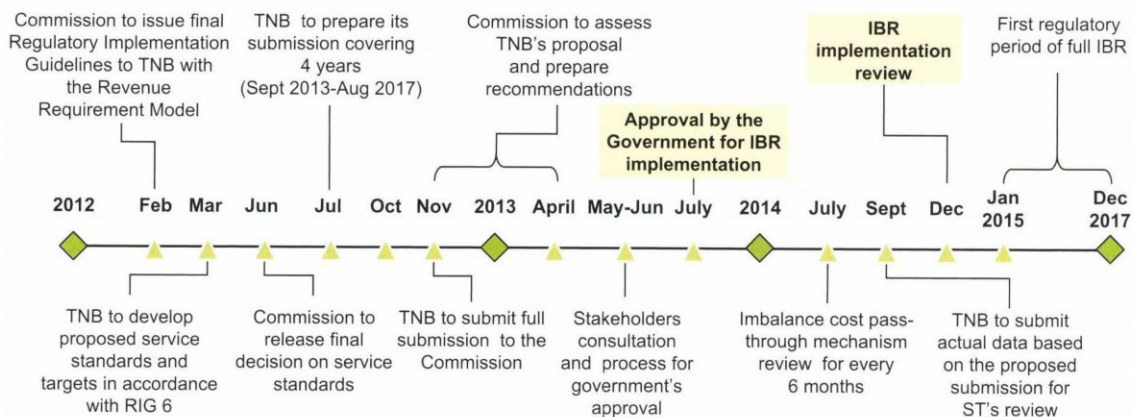 Commission to issue final
Regulatory Implementation
Guidelines to TNB with
the Revenue
Requirement Model
TNB to prepare its
submission covering
4 years
(Sept 2013-Aug 2017)
Commission to assess
TNB's proposal
and prepare
recommendations
Approval by the
Government for IBR
implementation
IBR
implementation
review
First regulatory
period of full IBR
2012 Feb Mar Jun Jul Oct Nov 2013 April May-Jun July 2014 July Sept Dec Jan 2015 Dec 2017
TNB to develop
proposed service
standards and
targets in accordance
with RIG 6
Commission to
release final
decision on service
standards
TNB to submit full
submission to the
Commission
Stakeholders
consultation
and process for
government's
approval
Imbalance cost pass-
through mechanism
review for every
6 months
TNB to submit
actual data based
on the proposed
submission for
ST's review